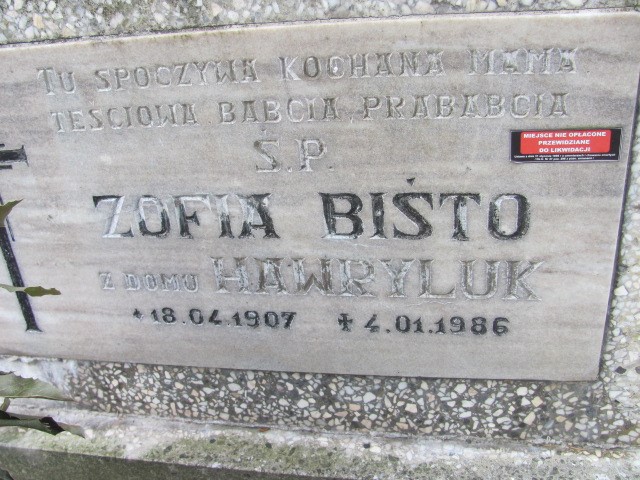 TU SPOCZYWA KOCHANA MAMA
TEŚCIOWA BABCIA, PRABABCIA
Ś.P.
ZOFIA BIŚTO
Z DOMU HAWRYLUK
*18.04.1907 ✝4.01.1986
MIEJSCE NIE OPŁACONE
PRZEWIDZIANE
DO LIKWIDACJI